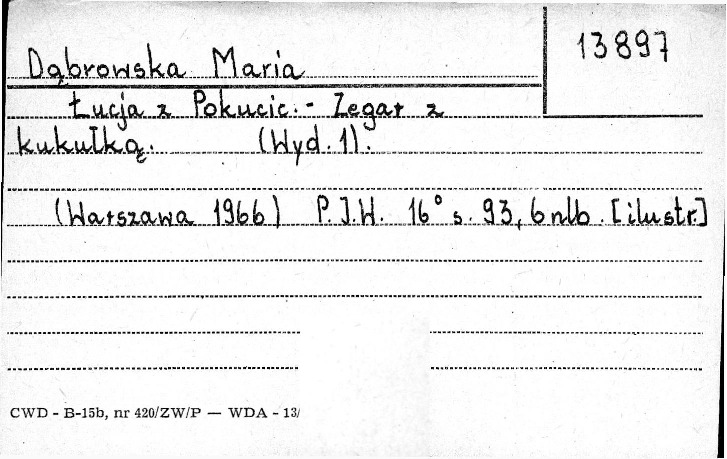 13897
Dąbrowska Maria
Łucja z Pokucic. - Zegar z
kukułką. (Wyd. 1).
(Warszawa 1966) P.I.W. 16° s. 93, 6 nlb. [ilustr.]
CWD - B-15b, nr 420/ZW/P — WDA - 13/